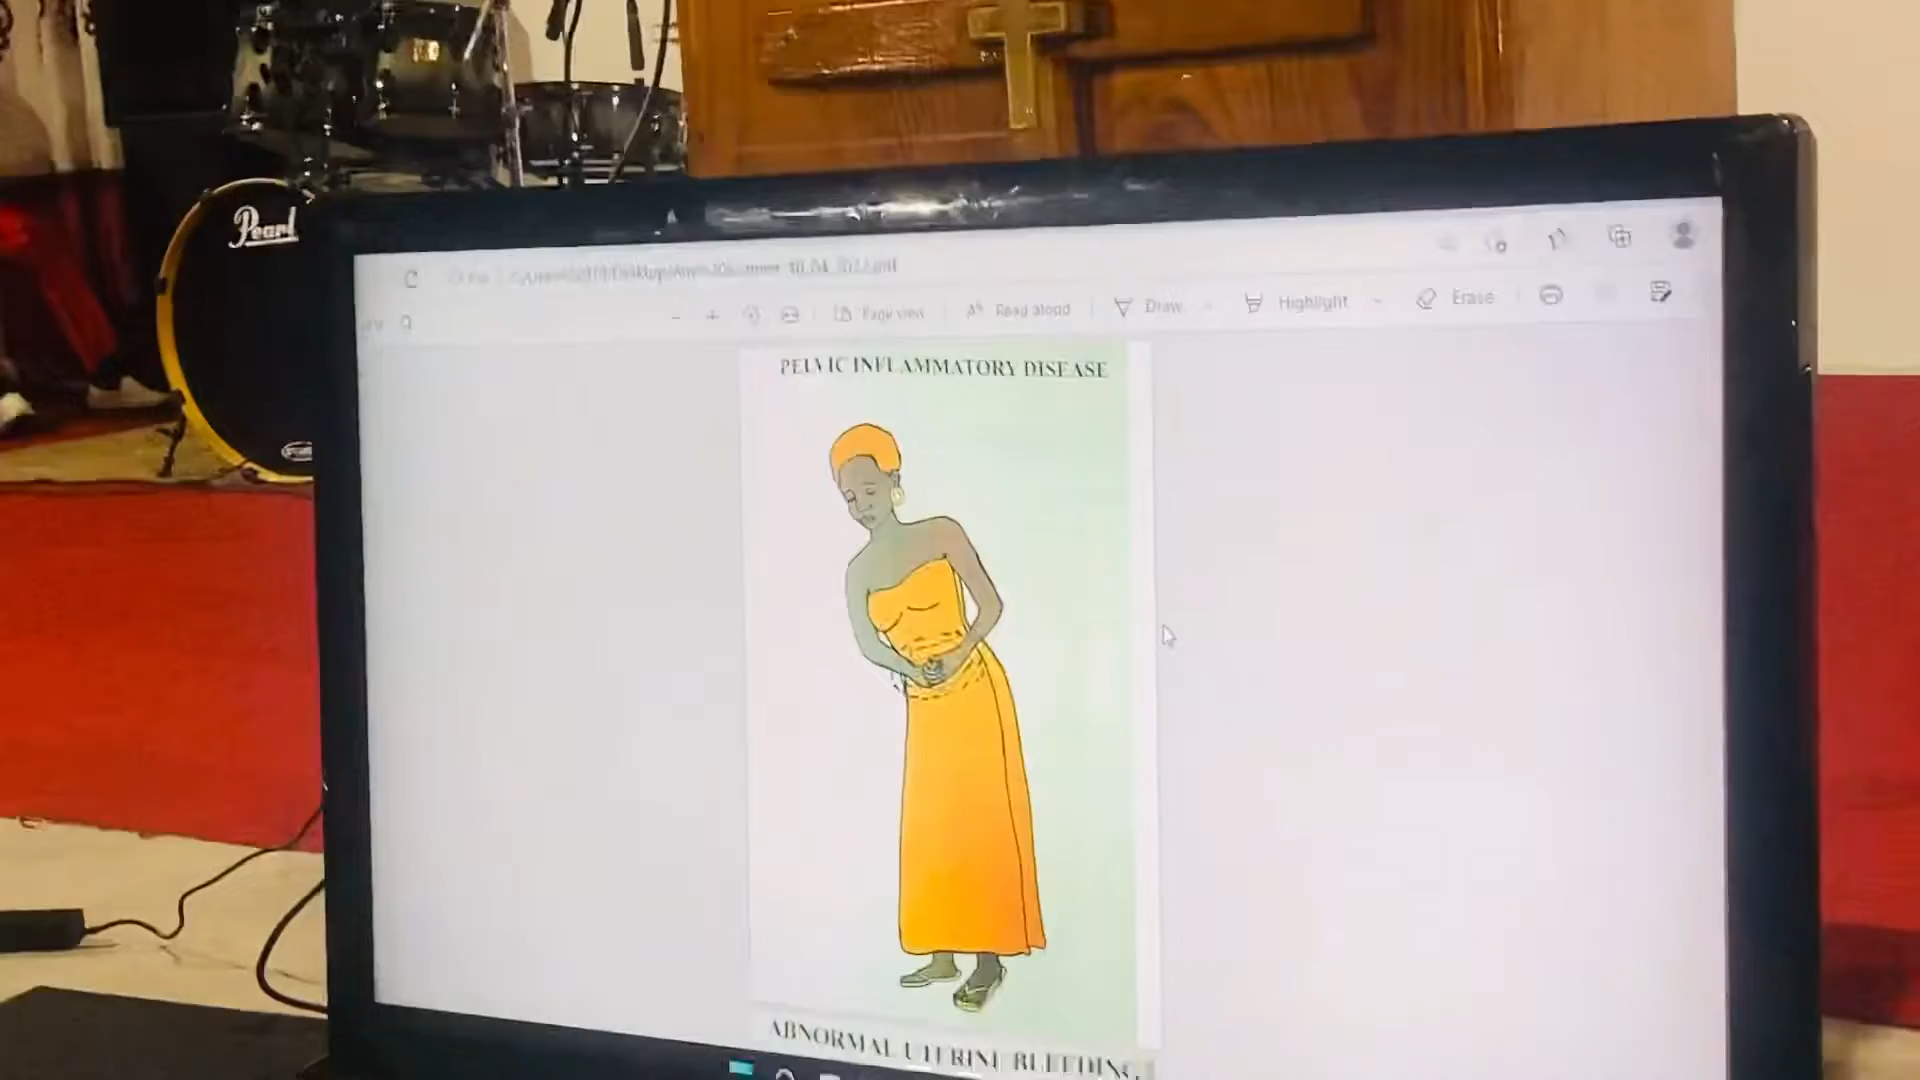 Pearl
Page view
Read aloud
Draw
Highlight
Erase
PELVIC INFLAMMATORY DISEASE
ABNORMAL UTERINE BLEEDING